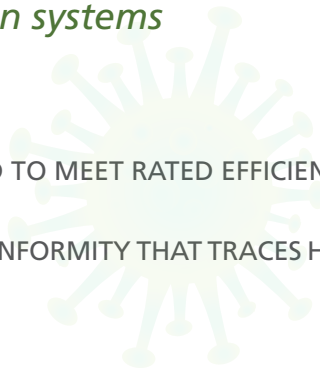 n systems
TO MEET RATED EFFICIEN
NFORMITY THAT TRACES H